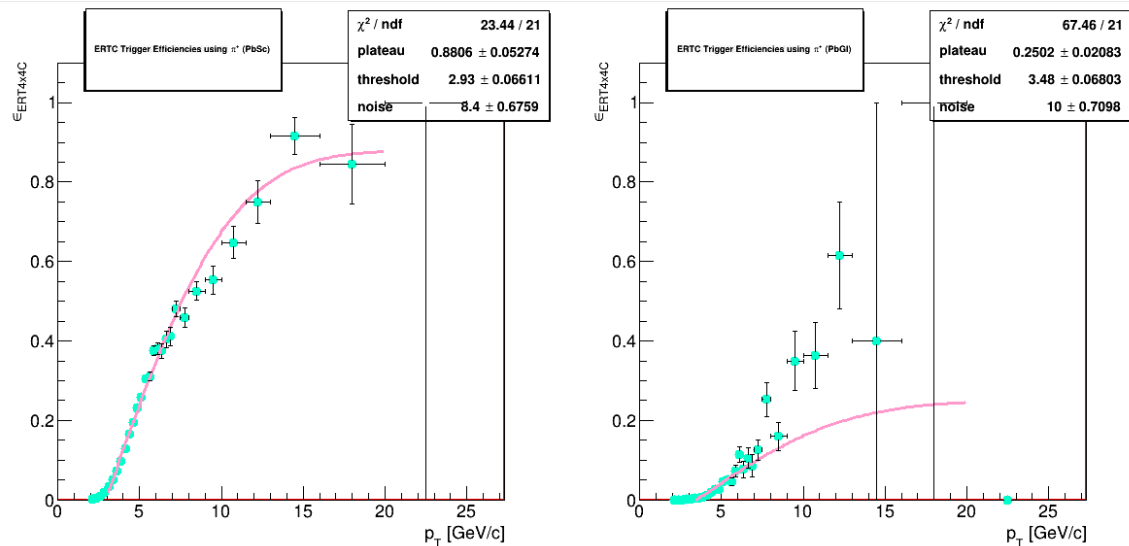 ERTC Trigger Efficiencies using π⁺ (PbSc)
χ² / ndf 23.44 / 21
plateau 0.8806 ± 0.05274
threshold 2.93 ± 0.06611
noise 8.4 ± 0.6759
ϵ_ERT4x4C
1
0.8
0.6
0.4
0.2
0
0 5 10 15 20 25
p_T [GeV/c]
ERTC Trigger Efficiencies using π⁺ (PbGl)
χ² / ndf 67.46 / 21
plateau 0.2502 ± 0.02083
threshold 3.48 ± 0.06803
noise 10 ± 0.7098
ϵ_ERT4x4C
1
0.8
0.6
0.4
0.2
0
0 5 10 15 20 25
p_T [GeV/c]